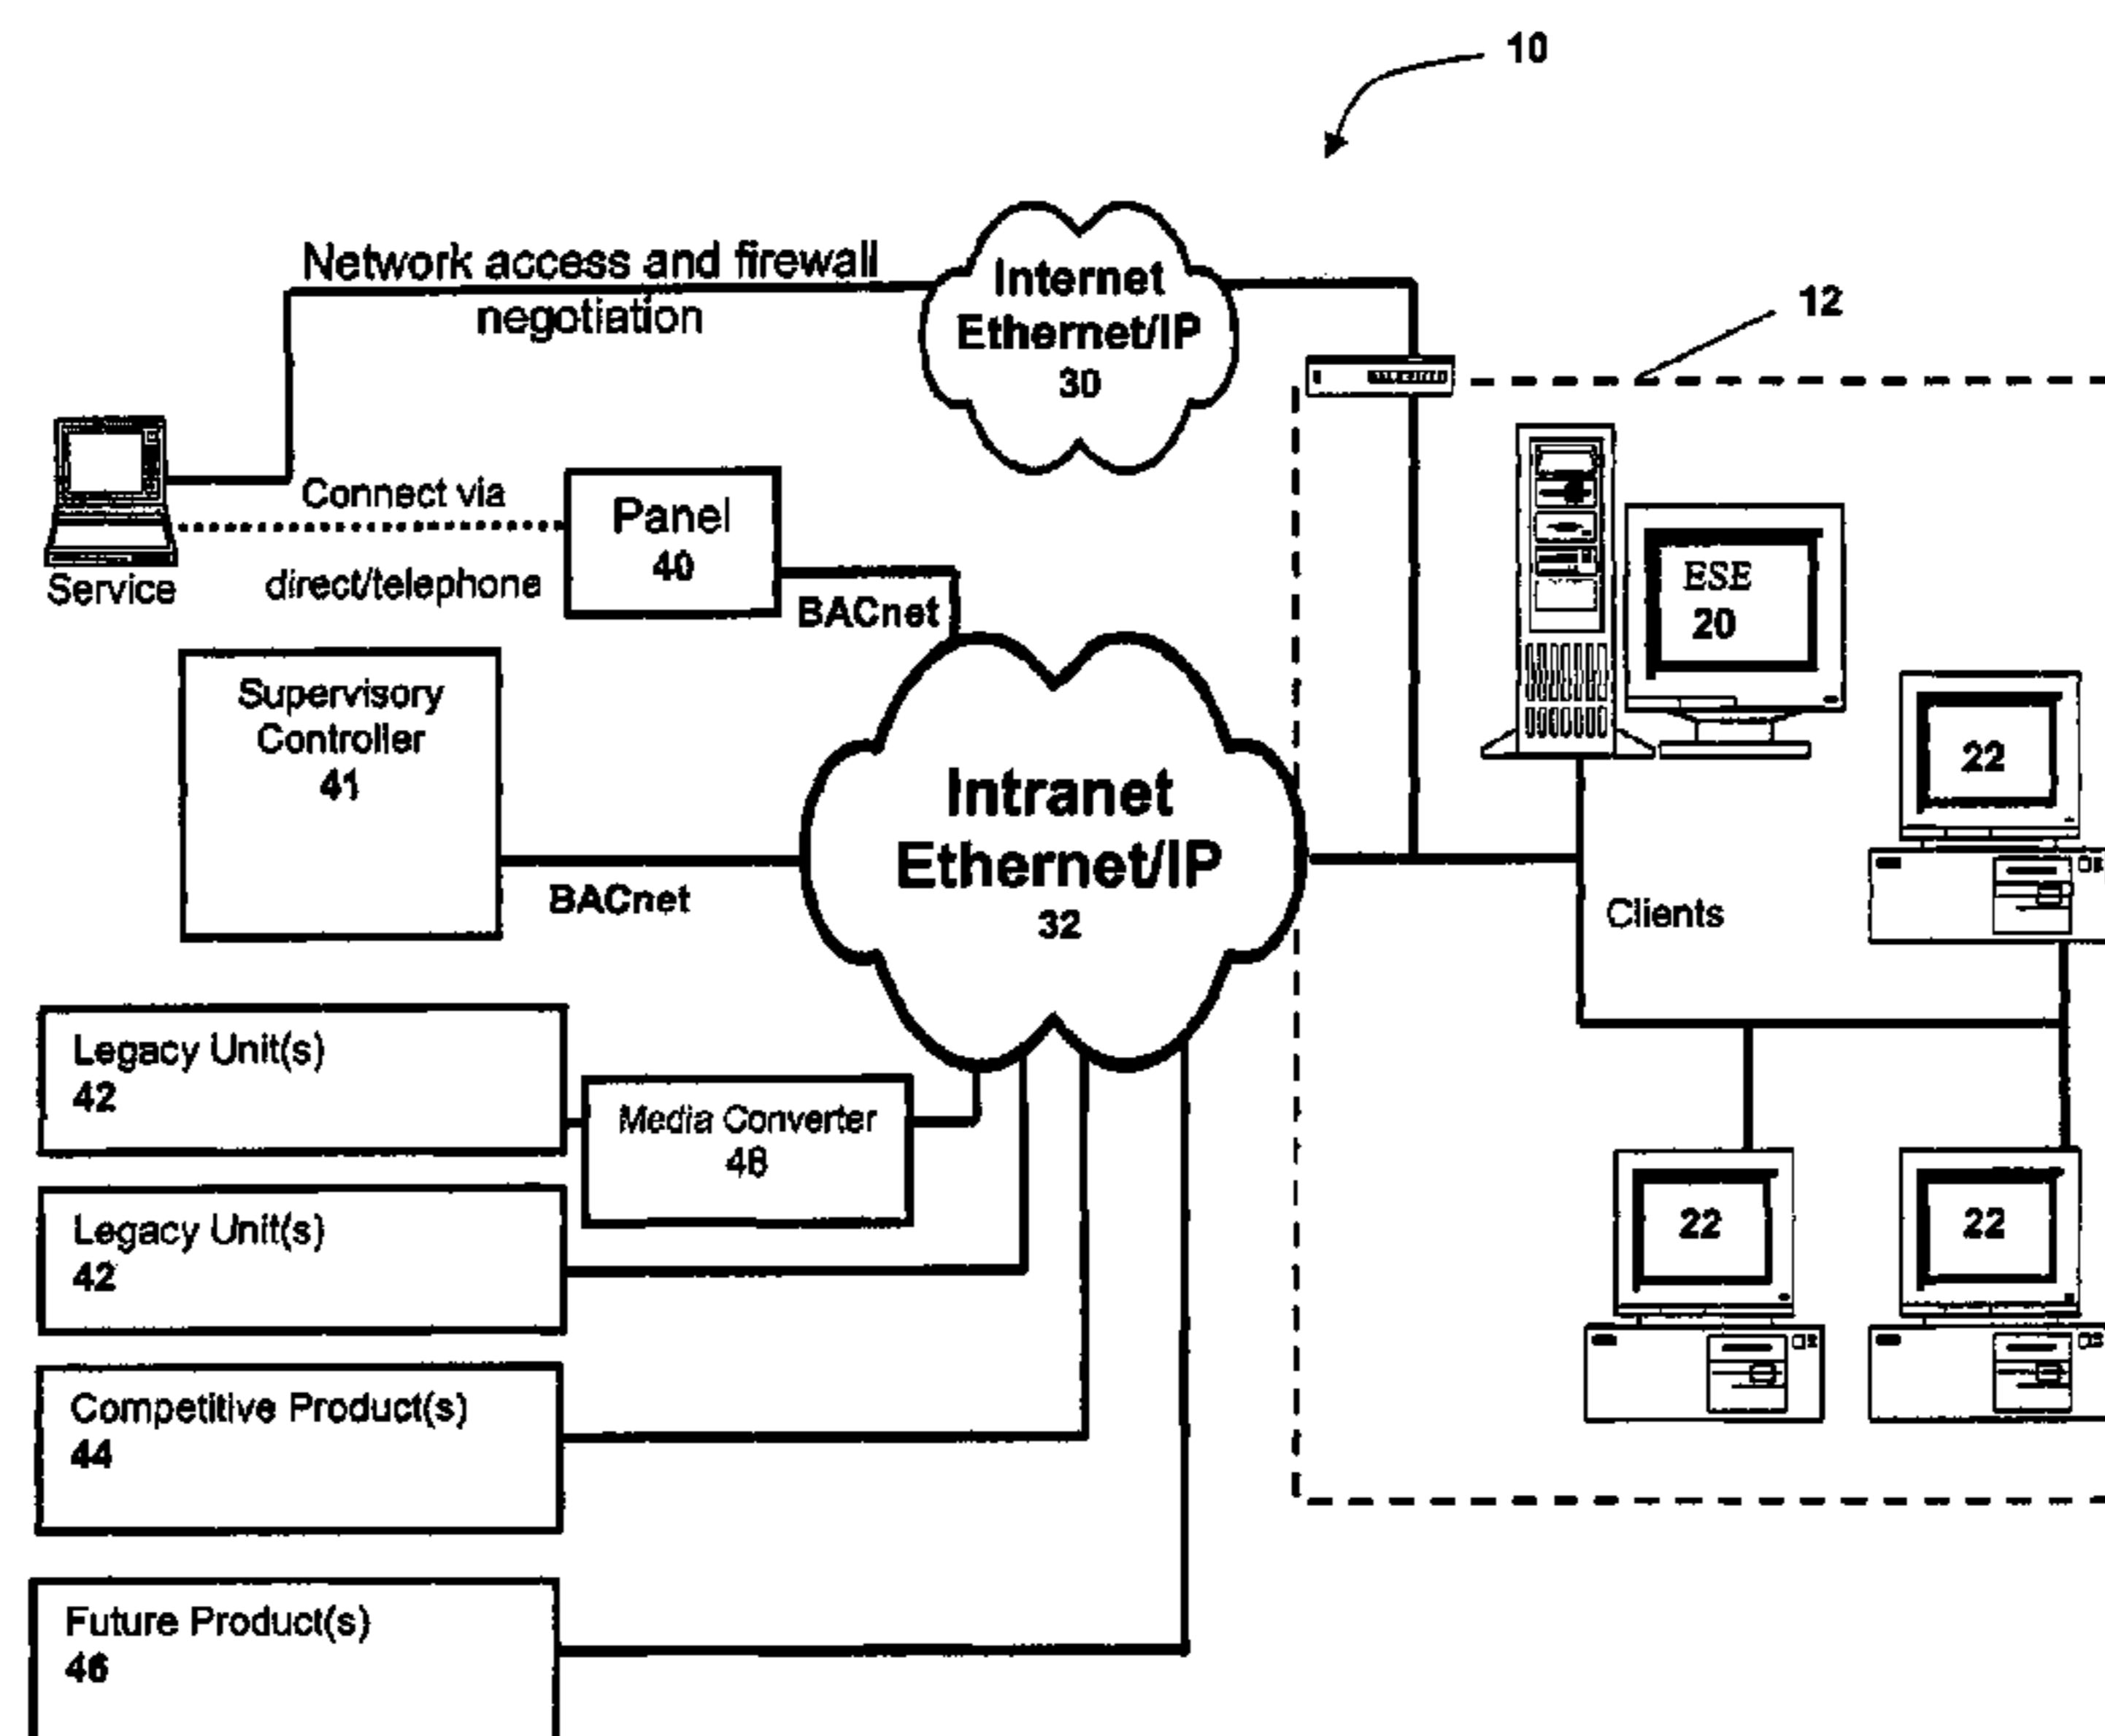 10
Network access and firewall
negotiation
Internet
Ethernet/IP
30
12
Connect via
direct/telephone
Service
Panel
40
BACnet
ESE
20
Supervisory
Controller
41
BACnet
Intranet
Ethernet/IP
32
22
Clients
Legacy Unit(s)
42
Media Converter
48
Legacy Unit(s)
42
22
22
Competitive Product(s)
44
Future Product(s)
46